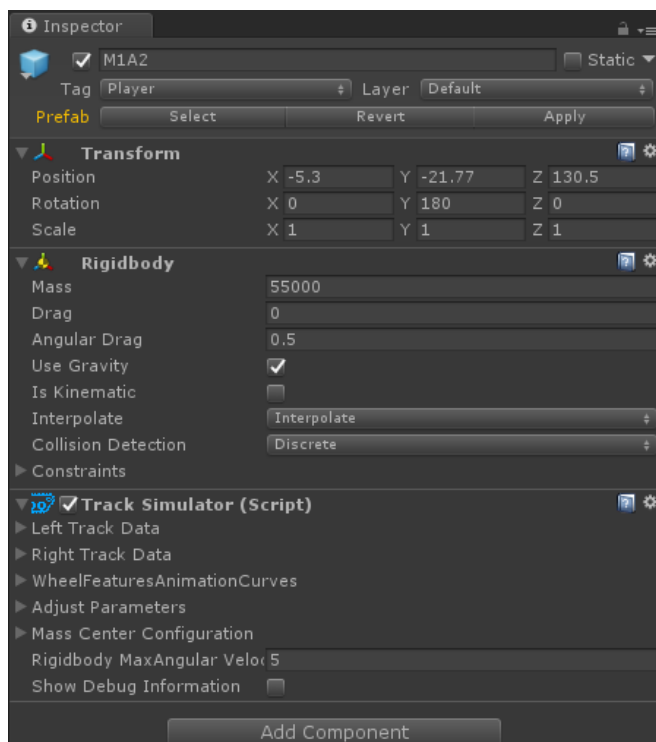 Inspector
M1A2 Static
Tag Player Layer Default
Prefab Select Revert Apply
Transform
Position X -5.3 Y -21.77 Z 130.5
Rotation X 0 Y 180 Z 0
Scale X 1 Y 1 Z 1
Rigidbody
Mass 55000
Drag 0
Angular Drag 0.5
Use Gravity
Is Kinematic
Interpolate Interpolate
Collision Detection Discrete
Constraints
Track Simulator (Script)
Left Track Data
Right Track Data
WheelFeaturesAnimationCurves
Adjust Parameters
Mass Center Configuration
Rigidbody MaxAngular Veloc 5
Show Debug Information
Add Component